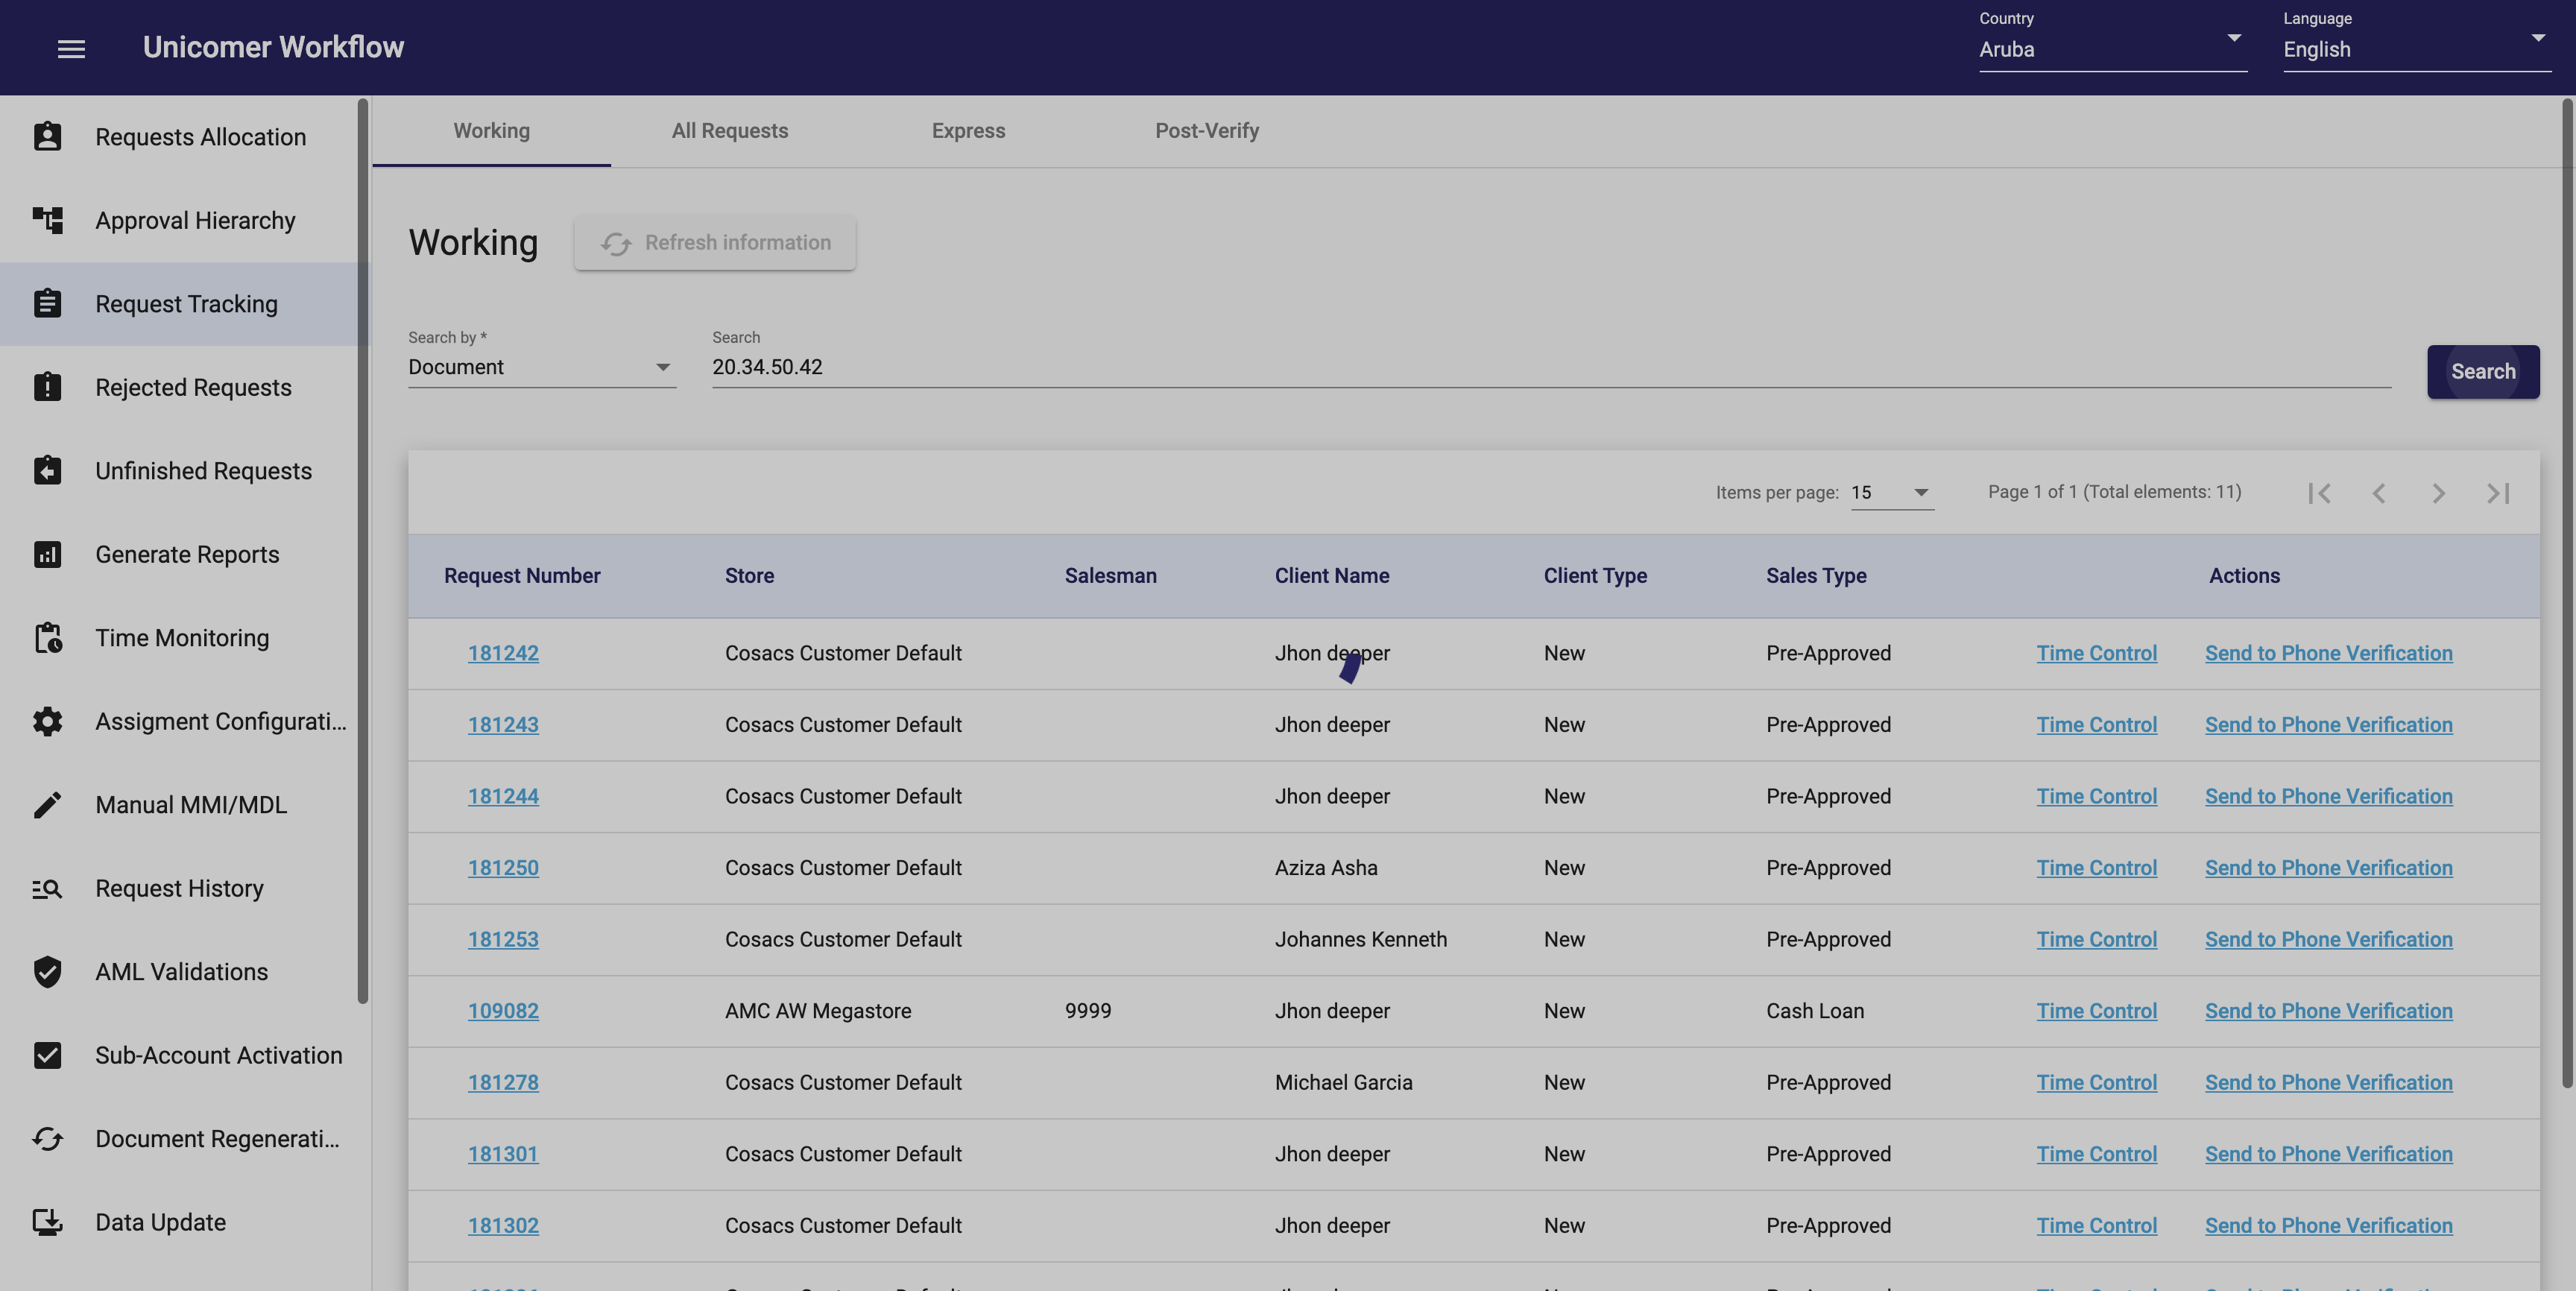 Unicomer Workflow
Country
Aruba
Language
English
Requests Allocation
Approval Hierarchy
Request Tracking
Rejected Requests
Unfinished Requests
Generate Reports
Time Monitoring
Assigment Configurati...
Manual MMI/MDL
Request History
AML Validations
Sub-Account Activation
Document Regenerati...
Data Update
Working All Requests Express Post-Verify
Working Refresh information
Search by *
Document
Search
20.34.50.42
Search
Items per page: 15 Page 1 of 1 (Total elements: 11)
Request Number Store Salesman Client Name Client Type Sales Type Actions
181242 Cosacs Customer Default Jhon deeper New Pre-Approved Time Control Send to Phone Verification
181243 Cosacs Customer Default Jhon deeper New Pre-Approved Time Control Send to Phone Verification
181244 Cosacs Customer Default Jhon deeper New Pre-Approved Time Control Send to Phone Verification
181250 Cosacs Customer Default Aziza Asha New Pre-Approved Time Control Send to Phone Verification
181253 Cosacs Customer Default Johannes Kenneth New Pre-Approved Time Control Send to Phone Verification
109082 AMC AW Megastore 9999 Jhon deeper New Cash Loan Time Control Send to Phone Verification
181278 Cosacs Customer Default Michael Garcia New Pre-Approved Time Control Send to Phone Verification
181301 Cosacs Customer Default Jhon deeper New Pre-Approved Time Control Send to Phone Verification
181302 Cosacs Customer Default Jhon deeper New Pre-Approved Time Control Send to Phone Verification